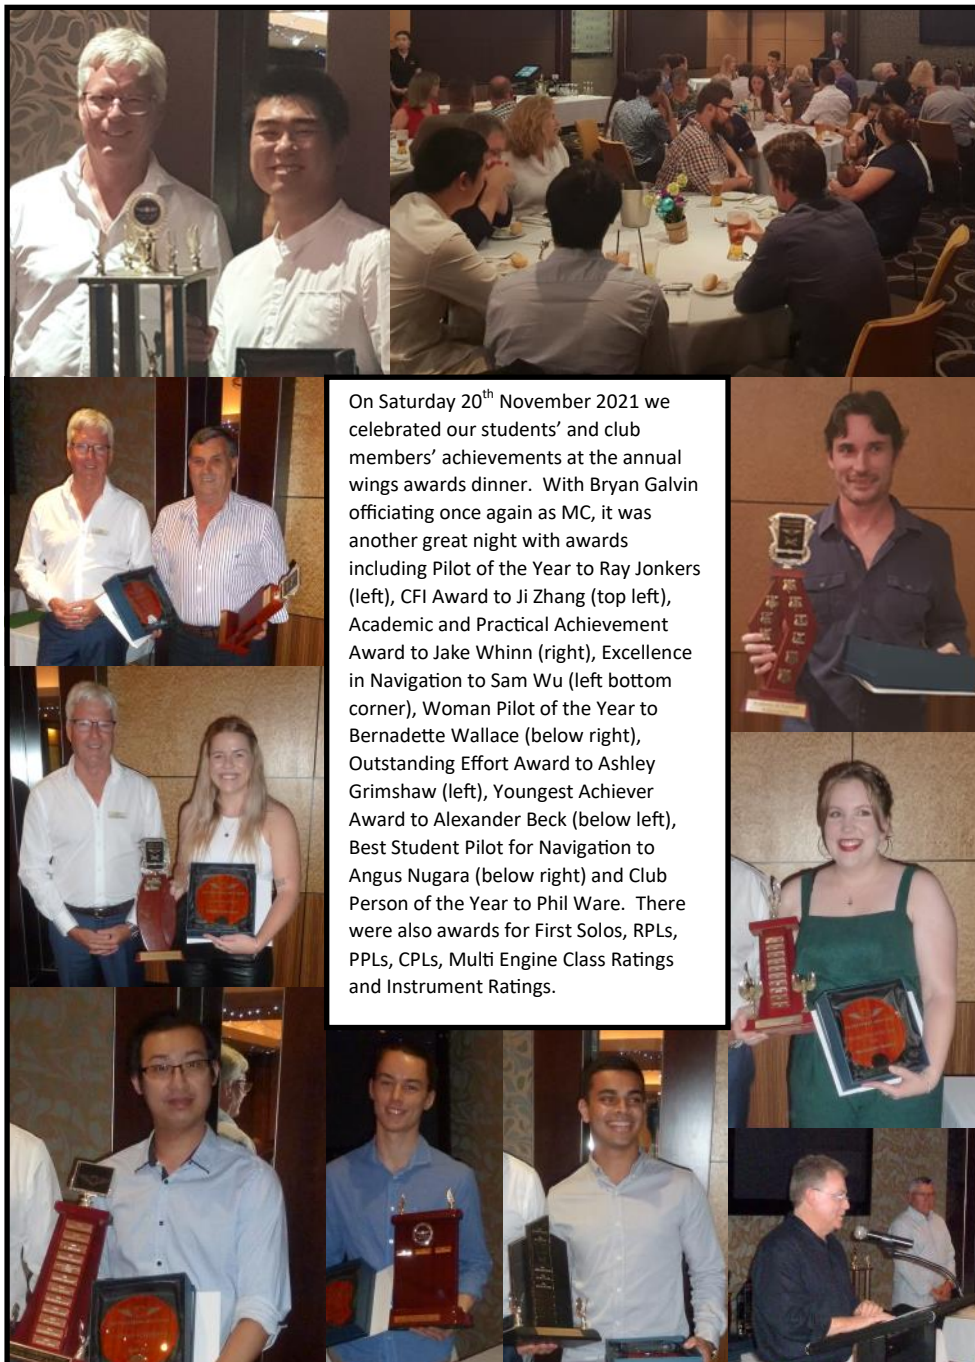 On Saturday 20th November 2021 we
celebrated our students’ and club
members’ achievements at the annual
wings awards dinner.  With Bryan Galvin
officiating once again as MC, it was
another great night with awards
including Pilot of the Year to Ray Jonkers
(left), CFI Award to Ji Zhang (top left),
Academic and Practical Achievement
Award to Jake Whinn (right), Excellence
in Navigation to Sam Wu (left bottom
corner), Woman Pilot of the Year to
Bernadette Wallace (below right),
Outstanding Effort Award to Ashley
Grimshaw (left), Youngest Achiever
Award to Alexander Beck (below left),
Best Student Pilot for Navigation to
Angus Nugara (below right) and Club
Person of the Year to Phil Ware.  There
were also awards for First Solos, RPLs,
PPLs, CPLs, Multi Engine Class Ratings
and Instrument Ratings.